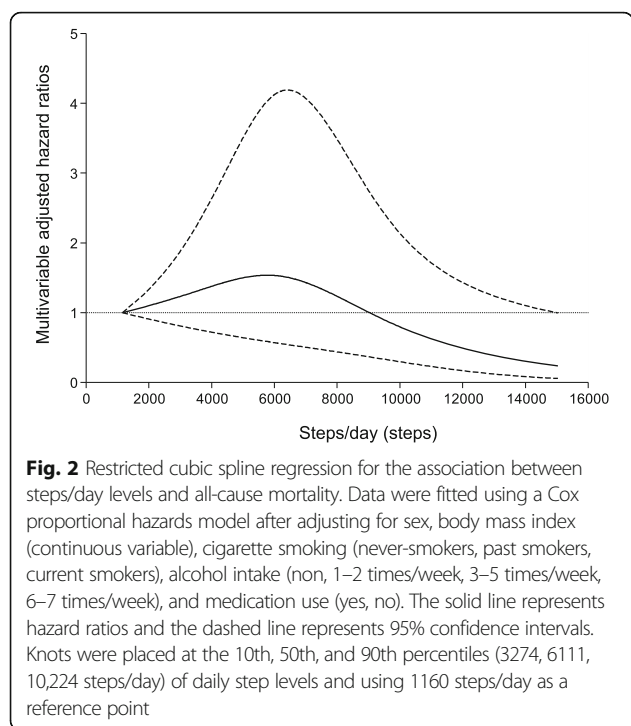 5
4
3
2
1
0
Multivariable adjusted hazard ratios
0 2000 4000 6000 8000 10000 12000 14000 16000
Steps/day (steps)
Fig. 2 Restricted cubic spline regression for the association between
steps/day levels and all-cause mortality. Data were fitted using a Cox
proportional hazards model after adjusting for sex, body mass index
(continuous variable), cigarette smoking (never-smokers, past smokers,
current smokers), alcohol intake (non, 1–2 times/week, 3–5 times/week,
6–7 times/week), and medication use (yes, no). The solid line represents
hazard ratios and the dashed line represents 95% confidence intervals.
Knots were placed at the 10th, 50th, and 90th percentiles (3274, 6111,
10,224 steps/day) of daily step levels and using 1160 steps/day as a
reference point